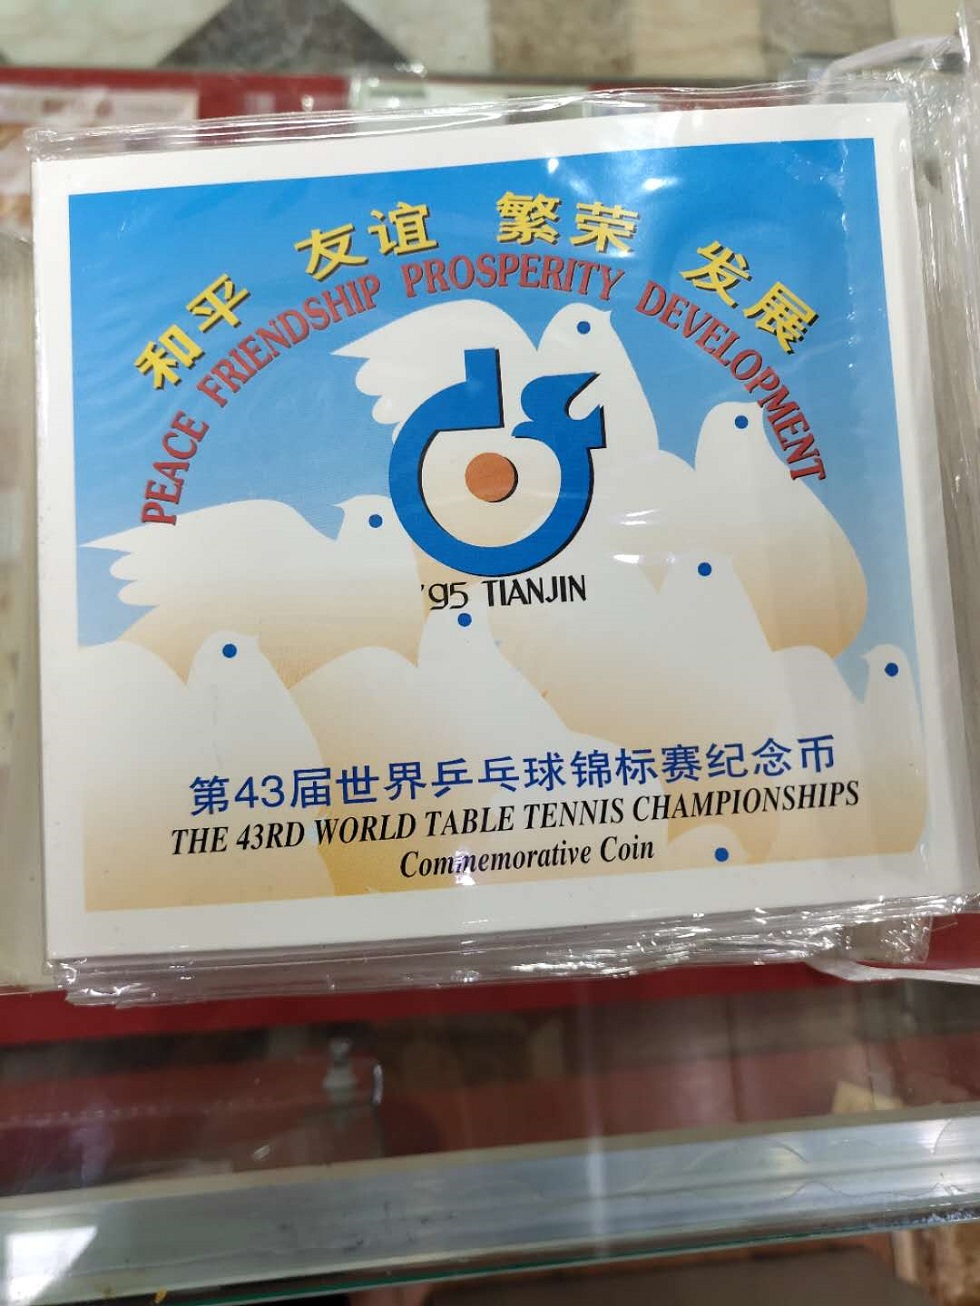 和平 友谊 繁荣 发展
PEACE FRIENDSHIP PROSPERITY DEVELOPMENT
'95 TIANJIN
第43届世界乒乓球锦标赛纪念币
THE 43RD WORLD TABLE TENNIS CHAMPIONSHIPS
Commemorative Coin